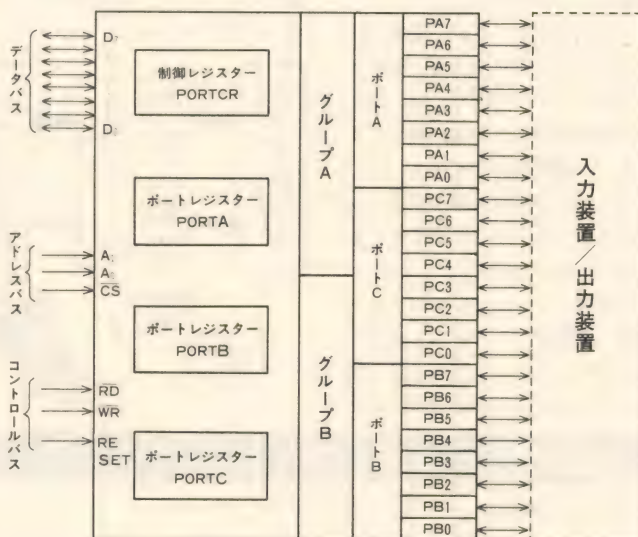 データバス
D₇
D₀
アドレスバス
A₁
A₀
CS
コントロールバス
RD
WR
RE
SET
制御レジスター
PORTCR
ポートレジスター
PORTA
ポートレジスター
PORTB
ポートレジスター
PORTC
グループA
グループB
ポートA
ポートC
ポートB
PA7
PA6
PA5
PA4
PA3
PA2
PA1
PA0
PC7
PC6
PC5
PC4
PC3
PC2
PC1
PC0
PB7
PB6
PB5
PB4
PB3
PB2
PB1
PB0
入力装置/出力装置